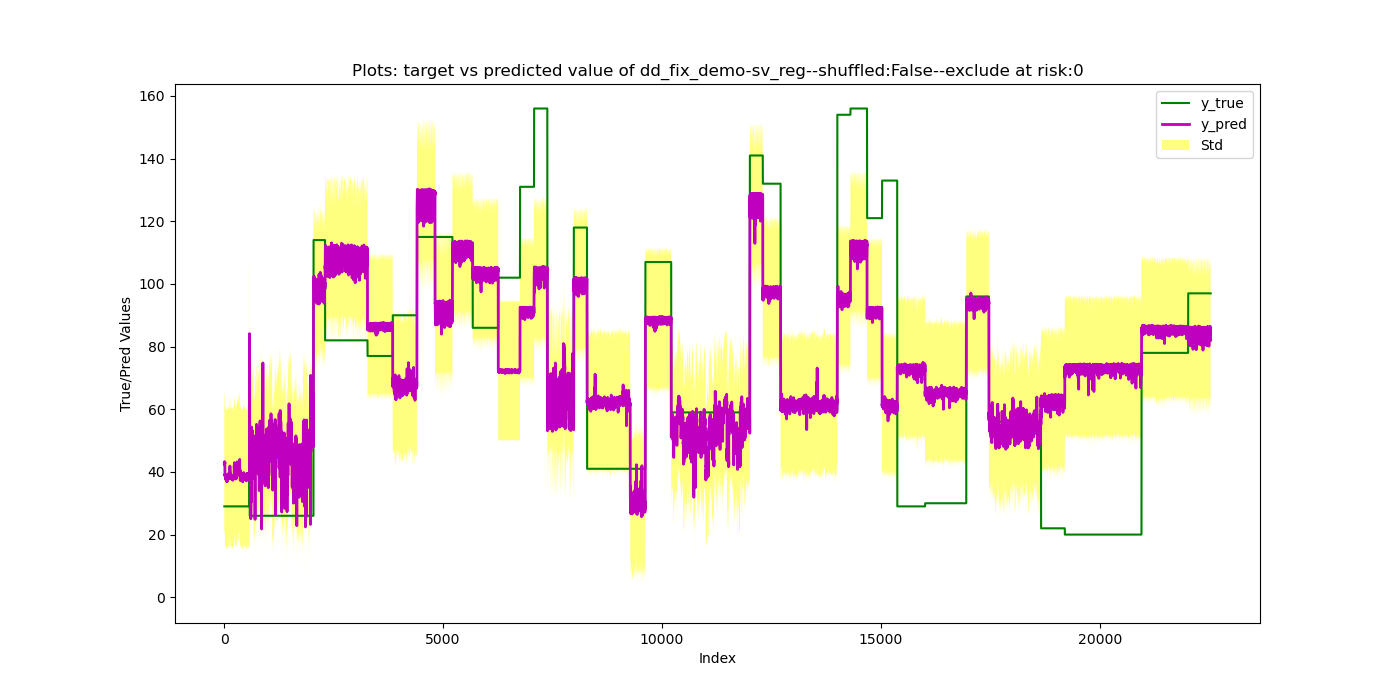 Plots: target vs predicted value of dd_fix_demo-sv_reg--shuffled:False--exclude at risk:0
160
140
120
100
80
60
40
20
0
True/Pred Values
y_true
y_pred
Std
0
5000
10000
15000
20000
Index